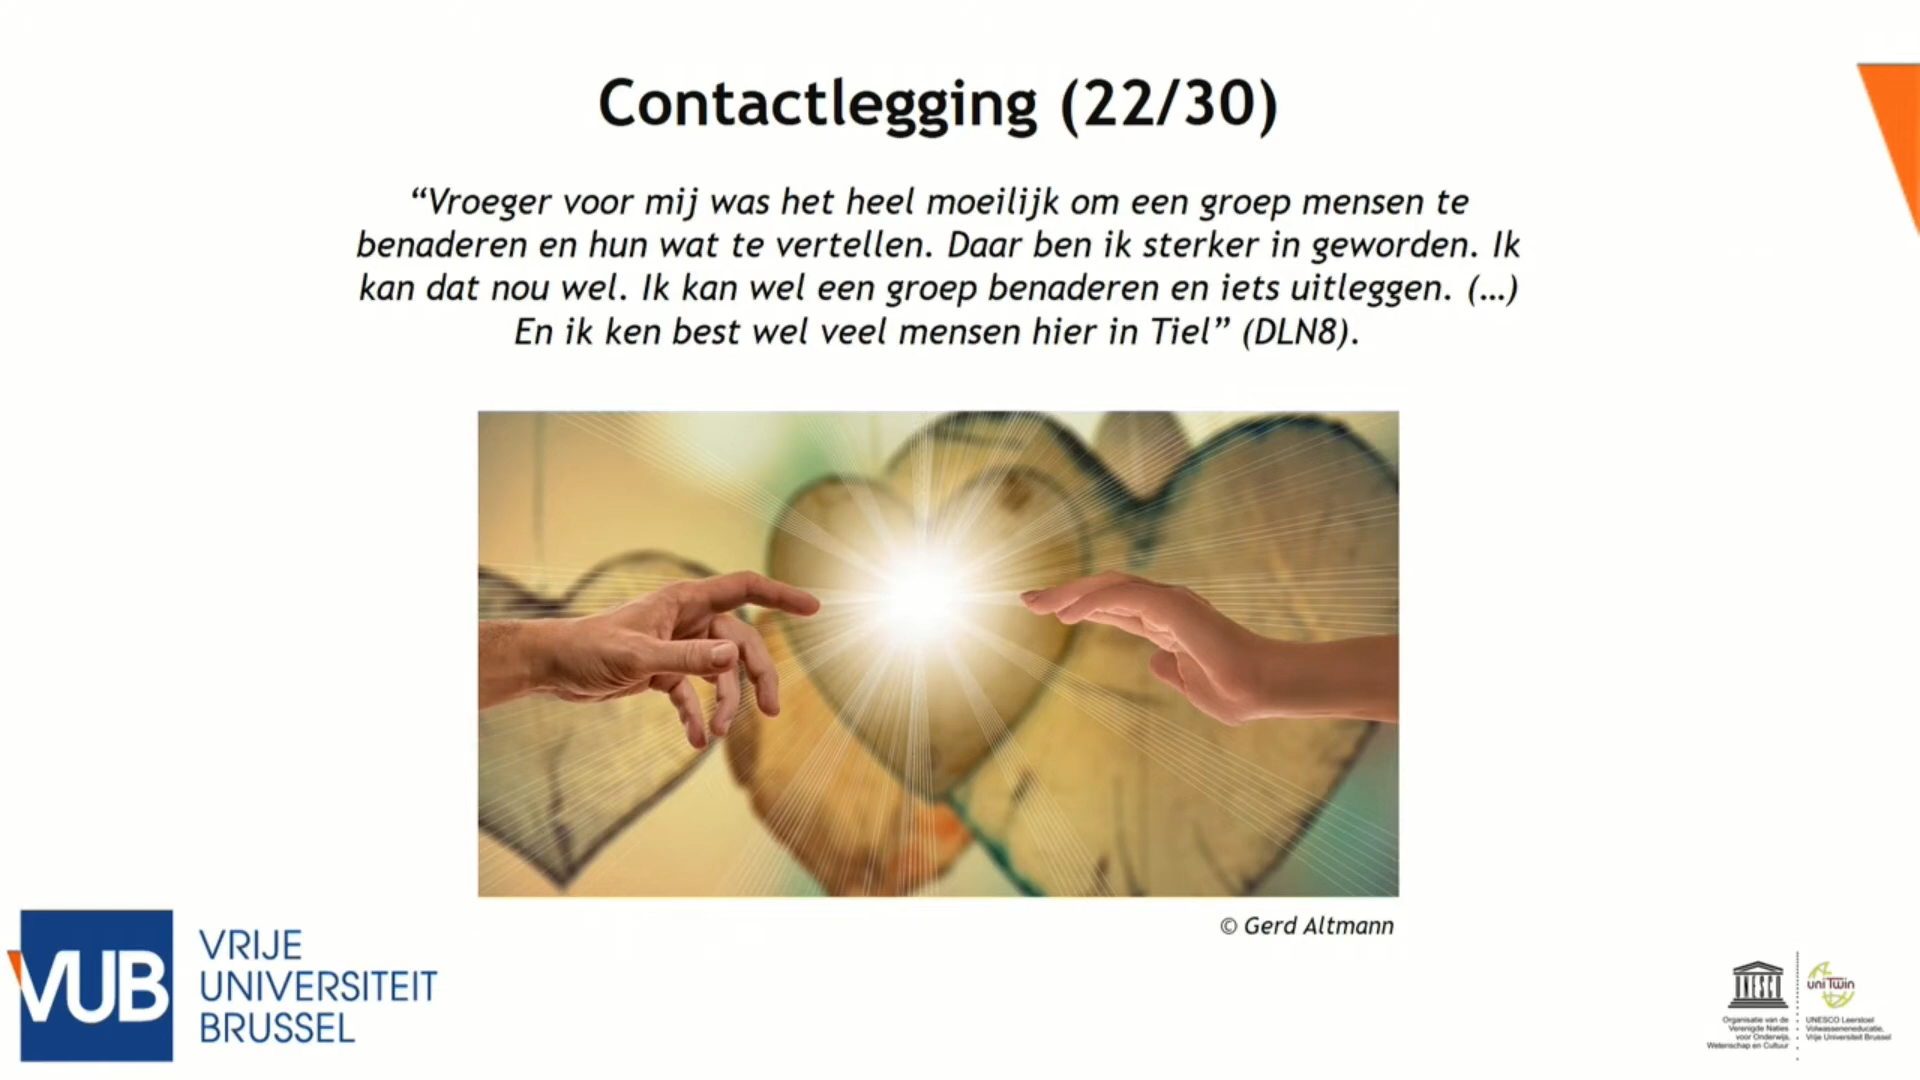 Contactlegging (22/30)
“Vroeger voor mij was het heel moeilijk om een groep mensen te
benaderen en hun wat te vertellen. Daar ben ik sterker in geworden. Ik
kan dat nou wel. Ik kan wel een groep benaderen en iets uitleggen. (…)
En ik ken best wel veel mensen hier in Tiel” (DLN8).
© Gerd Altmann
VUB
VRIJE
UNIVERSITEIT
BRUSSEL
UNESCO
Organisatie van de
Verenigde Naties
voor Onderwijs,
Wetenschap en Cultuur
uniTwin
UNESCO Leerstoel
Volwasseneneducatie,
Vrije Universiteit Brussel